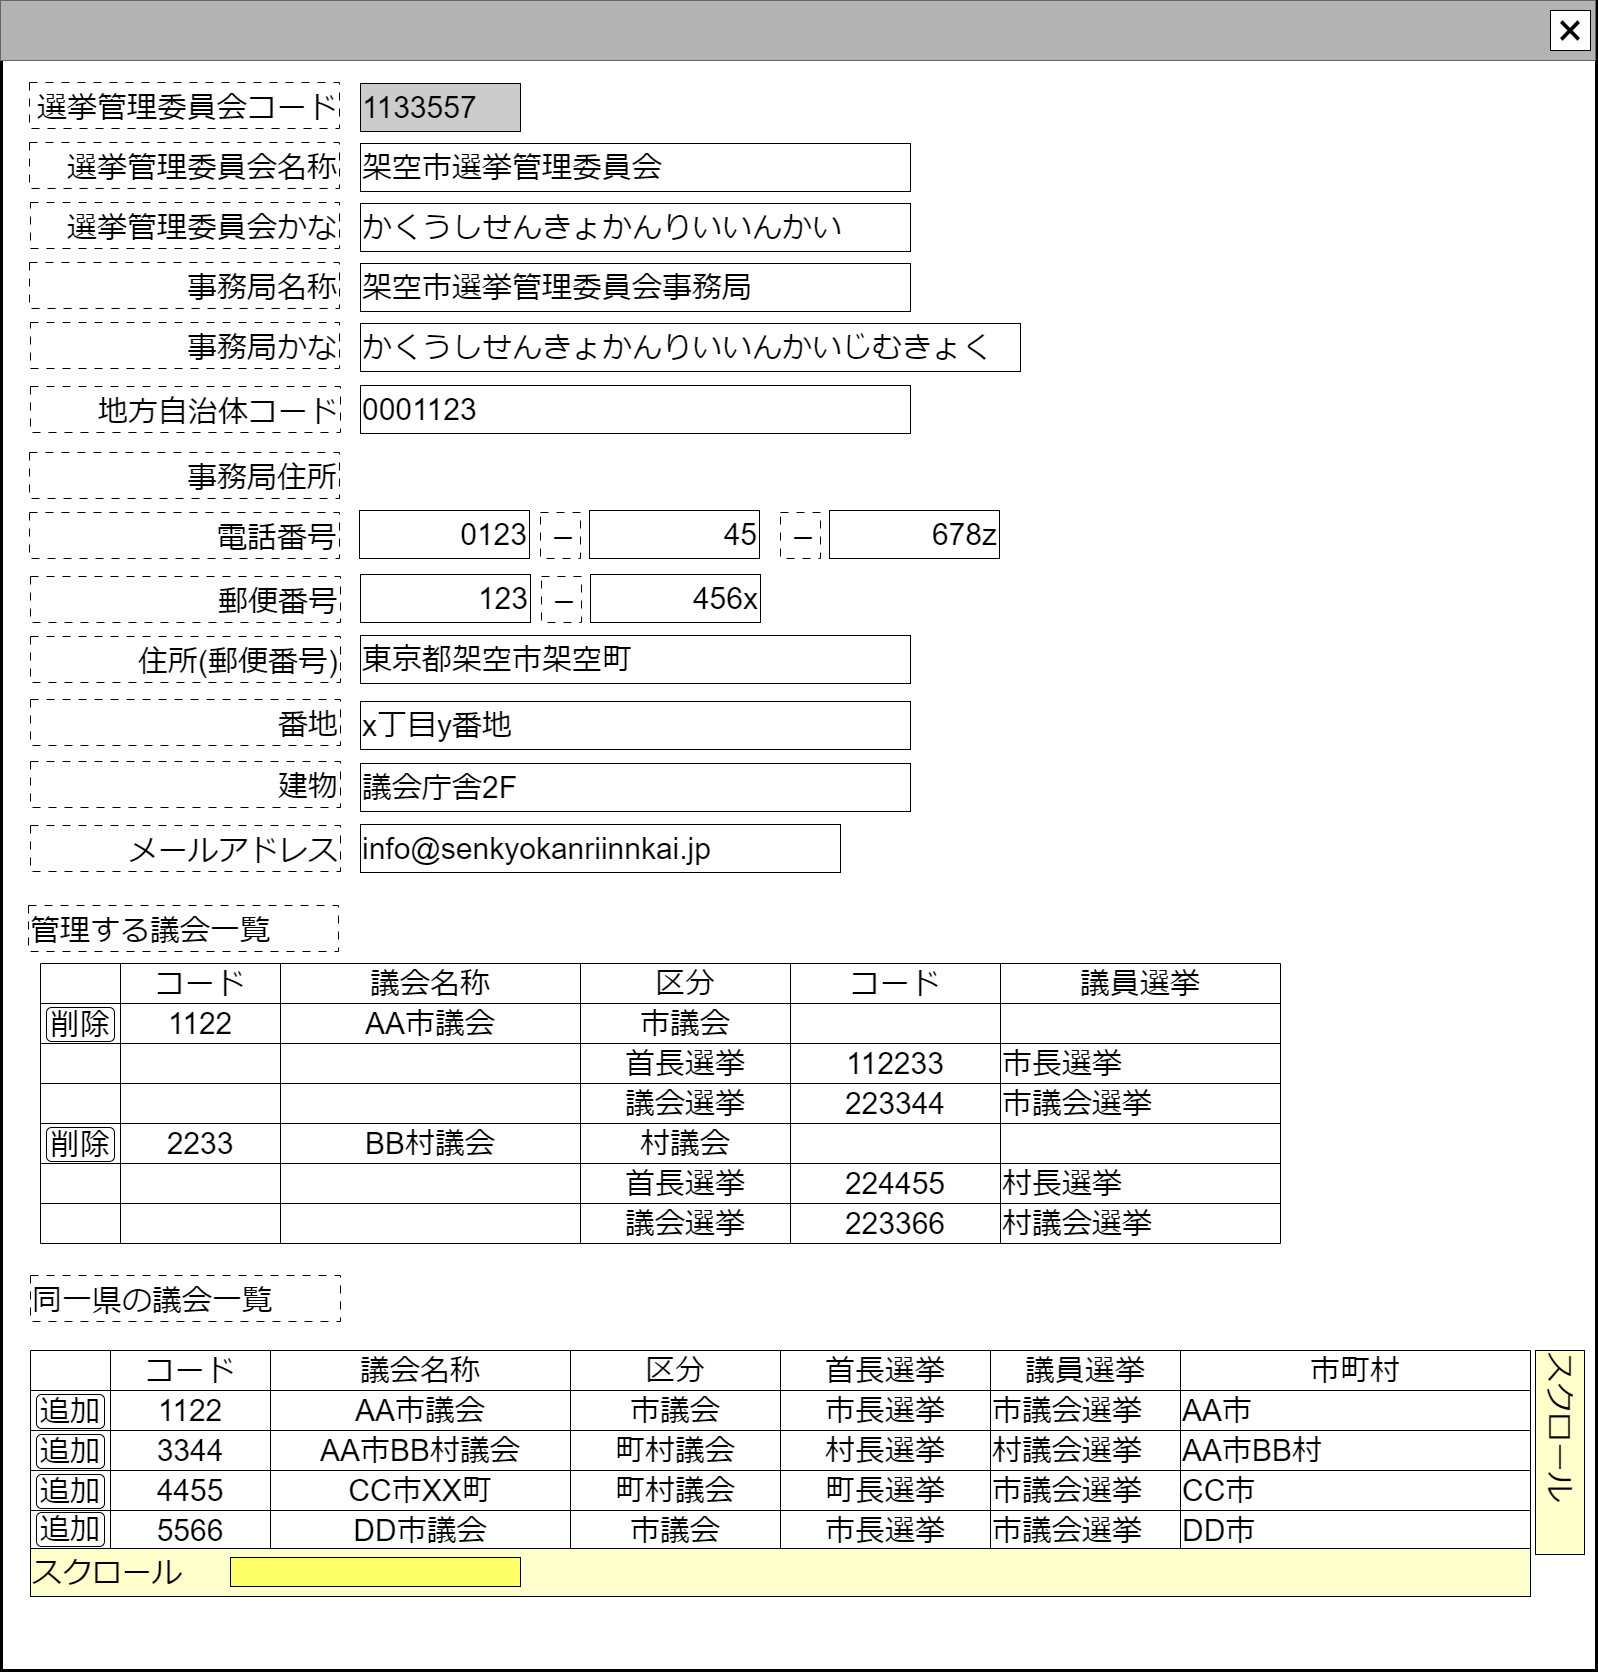 ×
選挙管理委員会コード 1133557
選挙管理委員会名称 架空市選挙管理委員会
選挙管理委員会かな かくうしせんきょかんりいいんかい
事務局名称 架空市選挙管理委員会事務局
事務局かな かくうしせんきょかんりいいんかいじむきょく
地方自治体コード 0001123
事務局住所
電話番号 0123 – 45 – 678z
郵便番号 123 – 456x
住所(郵便番号) 東京都架空市架空町
番地 x丁目y番地
建物 議会庁舎2F
メールアドレス info@senkyokanriinnkai.jp
管理する議会一覧
コード 議会名称 区分 コード 議員選挙
削除 1122 AA市議会 市議会
首長選挙 112233 市長選挙
議会選挙 223344 市議会選挙
削除 2233 BB村議会 村議会
首長選挙 224455 村長選挙
議会選挙 223366 村議会選挙
同一県の議会一覧
コード 議会名称 区分 首長選挙 議員選挙 市町村
追加 1122 AA市議会 市議会 市長選挙 市議会選挙 AA市
追加 3344 AA市BB村議会 町村議会 村長選挙 村議会選挙 AA市BB村
追加 4455 CC市XX町 町村議会 町長選挙 市議会選挙 CC市
追加 5566 DD市議会 市議会 市長選挙 市議会選挙 DD市
スクロール
スクロール